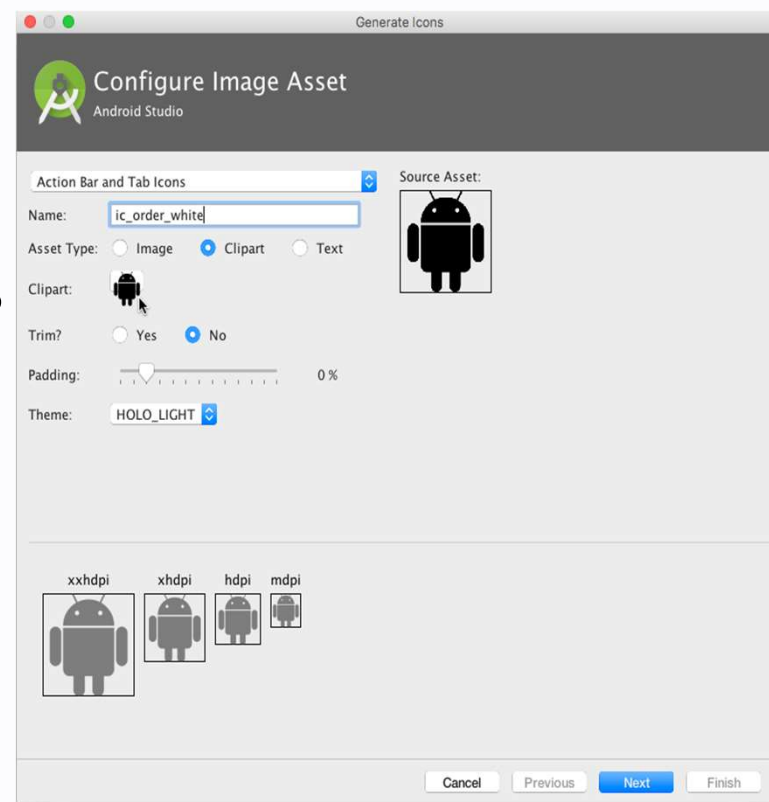 Generate Icons
Configure Image Asset
Android Studio
Action Bar and Tab Icons
Source Asset:
Name: ic_order_white
Asset Type: Image Clipart Text
Clipart:
Trim? Yes No
Padding: 0 %
Theme: HOLO_LIGHT
xxhdpi xhdpi hdpi mdpi
Cancel Previous Next Finish